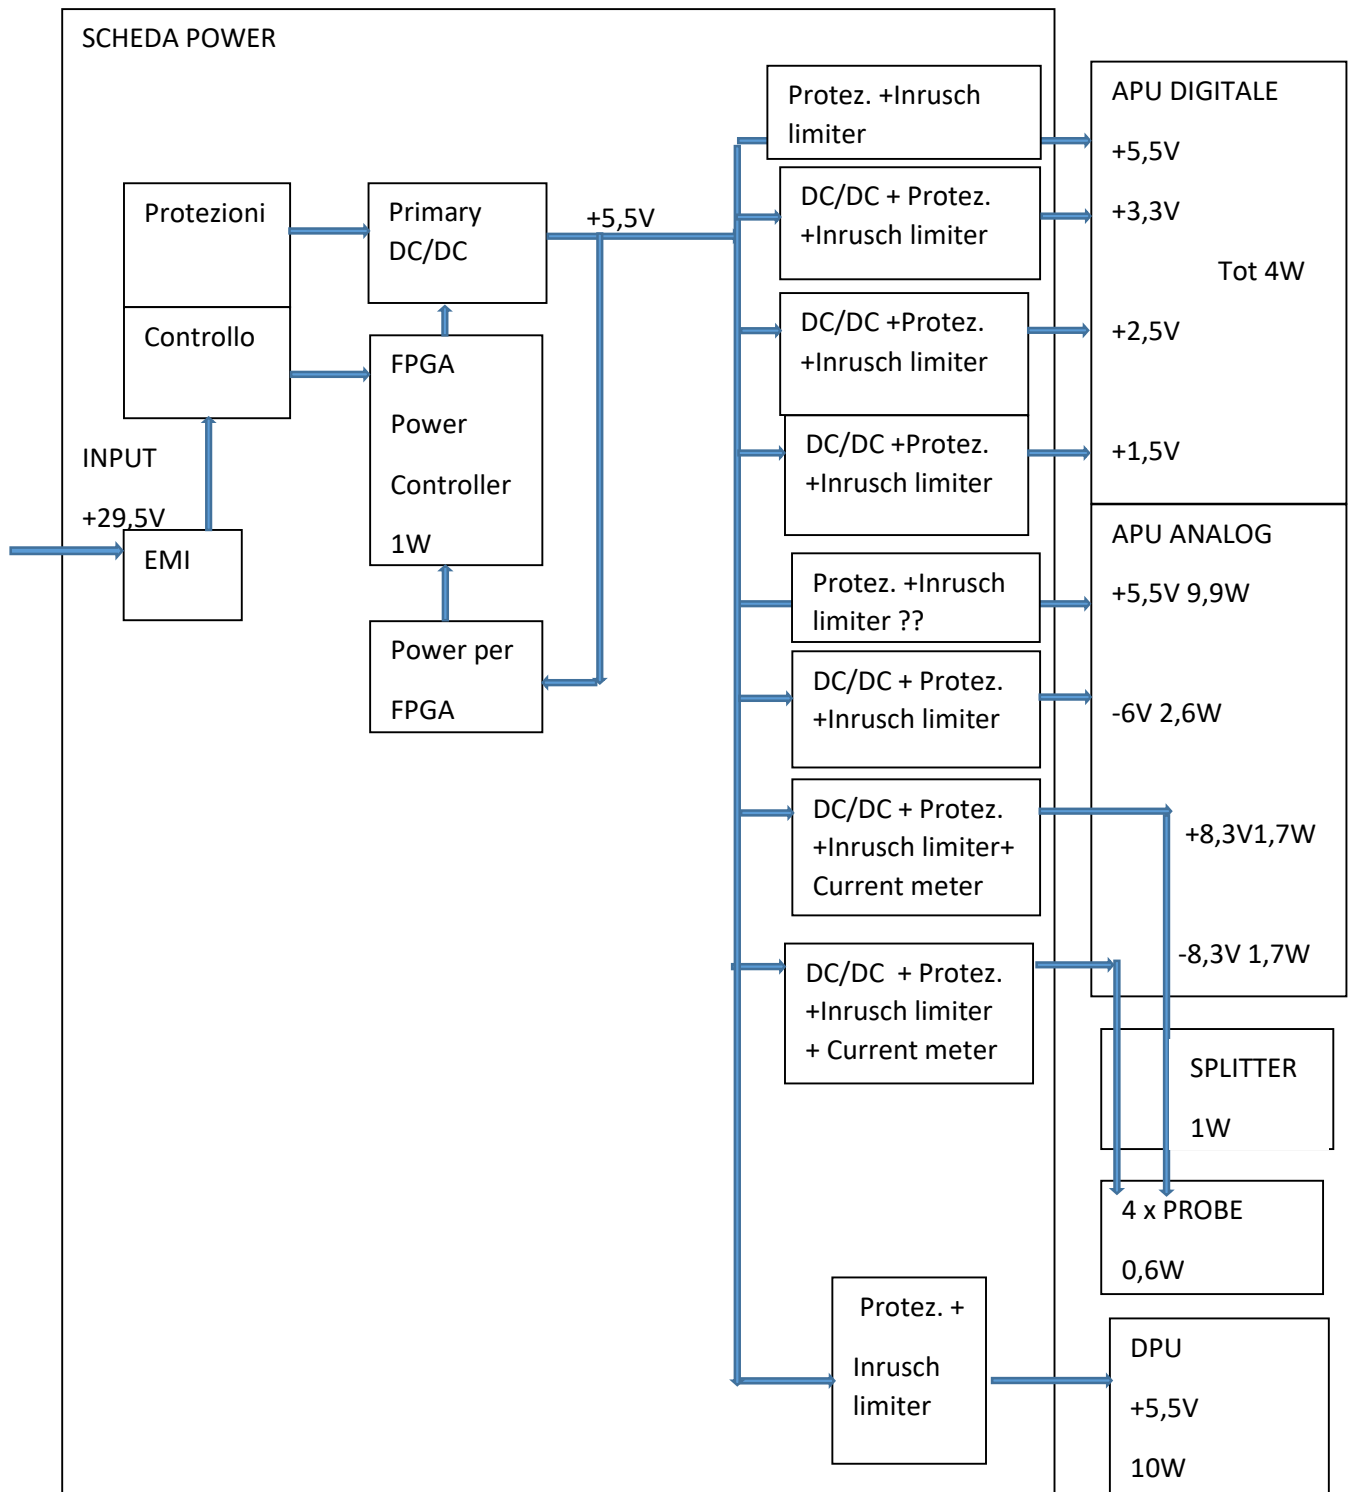 SCHEDA POWER
INPUT
+29,5V
EMI
Protezioni
Controllo
Primary
DC/DC
FPGA
Power
Controller
1W
Power per
FPGA
+5,5V
Protez. +Inrusch
limiter
DC/DC + Protez.
+Inrusch limiter
DC/DC +Protez.
+Inrusch limiter
DC/DC +Protez.
+Inrusch limiter
Protez. +Inrusch
limiter ??
DC/DC + Protez.
+Inrusch limiter
DC/DC + Protez.
+Inrusch limiter+
Current meter
DC/DC + Protez.
+Inrusch limiter
+ Current meter
Protez. +
Inrusch
limiter
APU DIGITALE
+5,5V
+3,3V
Tot 4W
+2,5V
+1,5V
APU ANALOG
+5,5V 9,9W
-6V 2,6W
+8,3V1,7W
-8,3V 1,7W
SPLITTER
1W
4 x PROBE
0,6W
DPU
+5,5V
10W